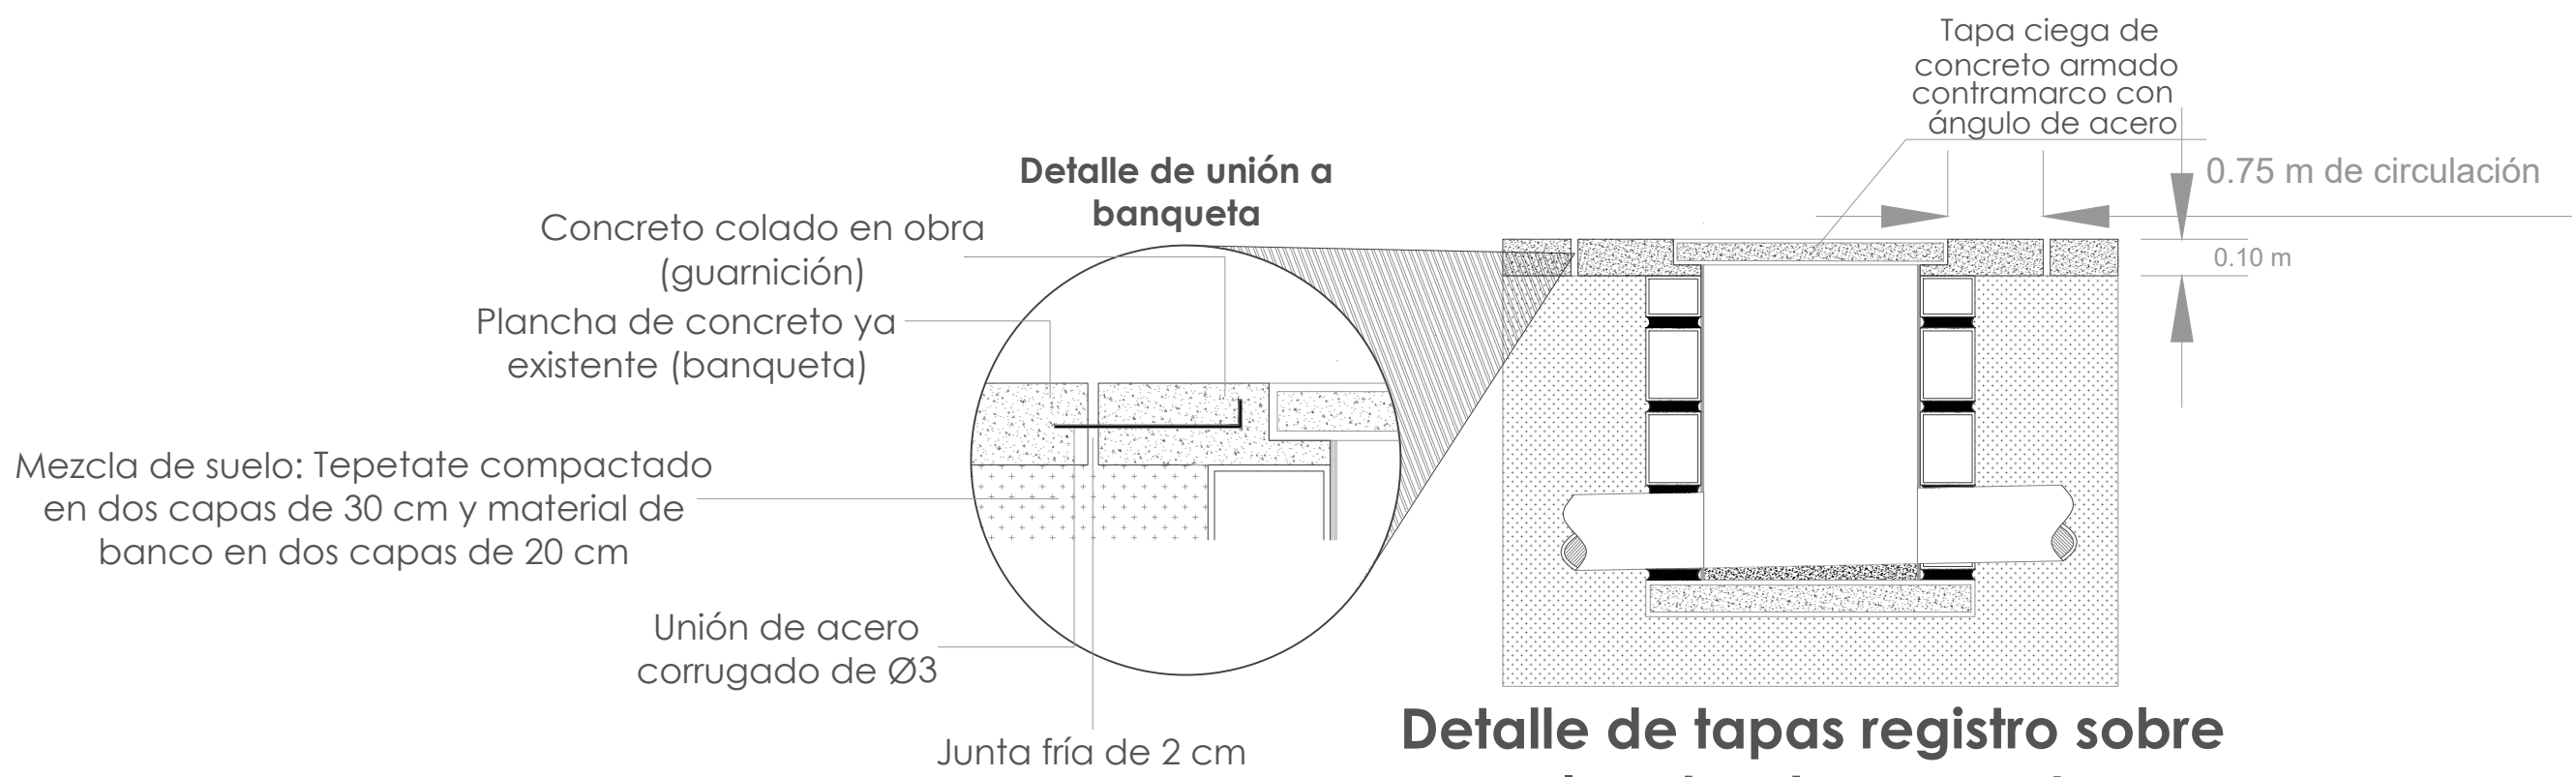 Tapa ciega de
concreto armado
contramarco con
ángulo de acero
0.75 m de circulación
0.10 m
Detalle de unión a
banqueta
Concreto colado en obra
(guarnición)
Plancha de concreto ya
existente (banqueta)
Mezcla de suelo: Tepetate compactado
en dos capas de 30 cm y material de
banco en dos capas de 20 cm
Unión de acero
corrugado de Ø3
Junta fría de 2 cm
Detalle de tapas registro sobre